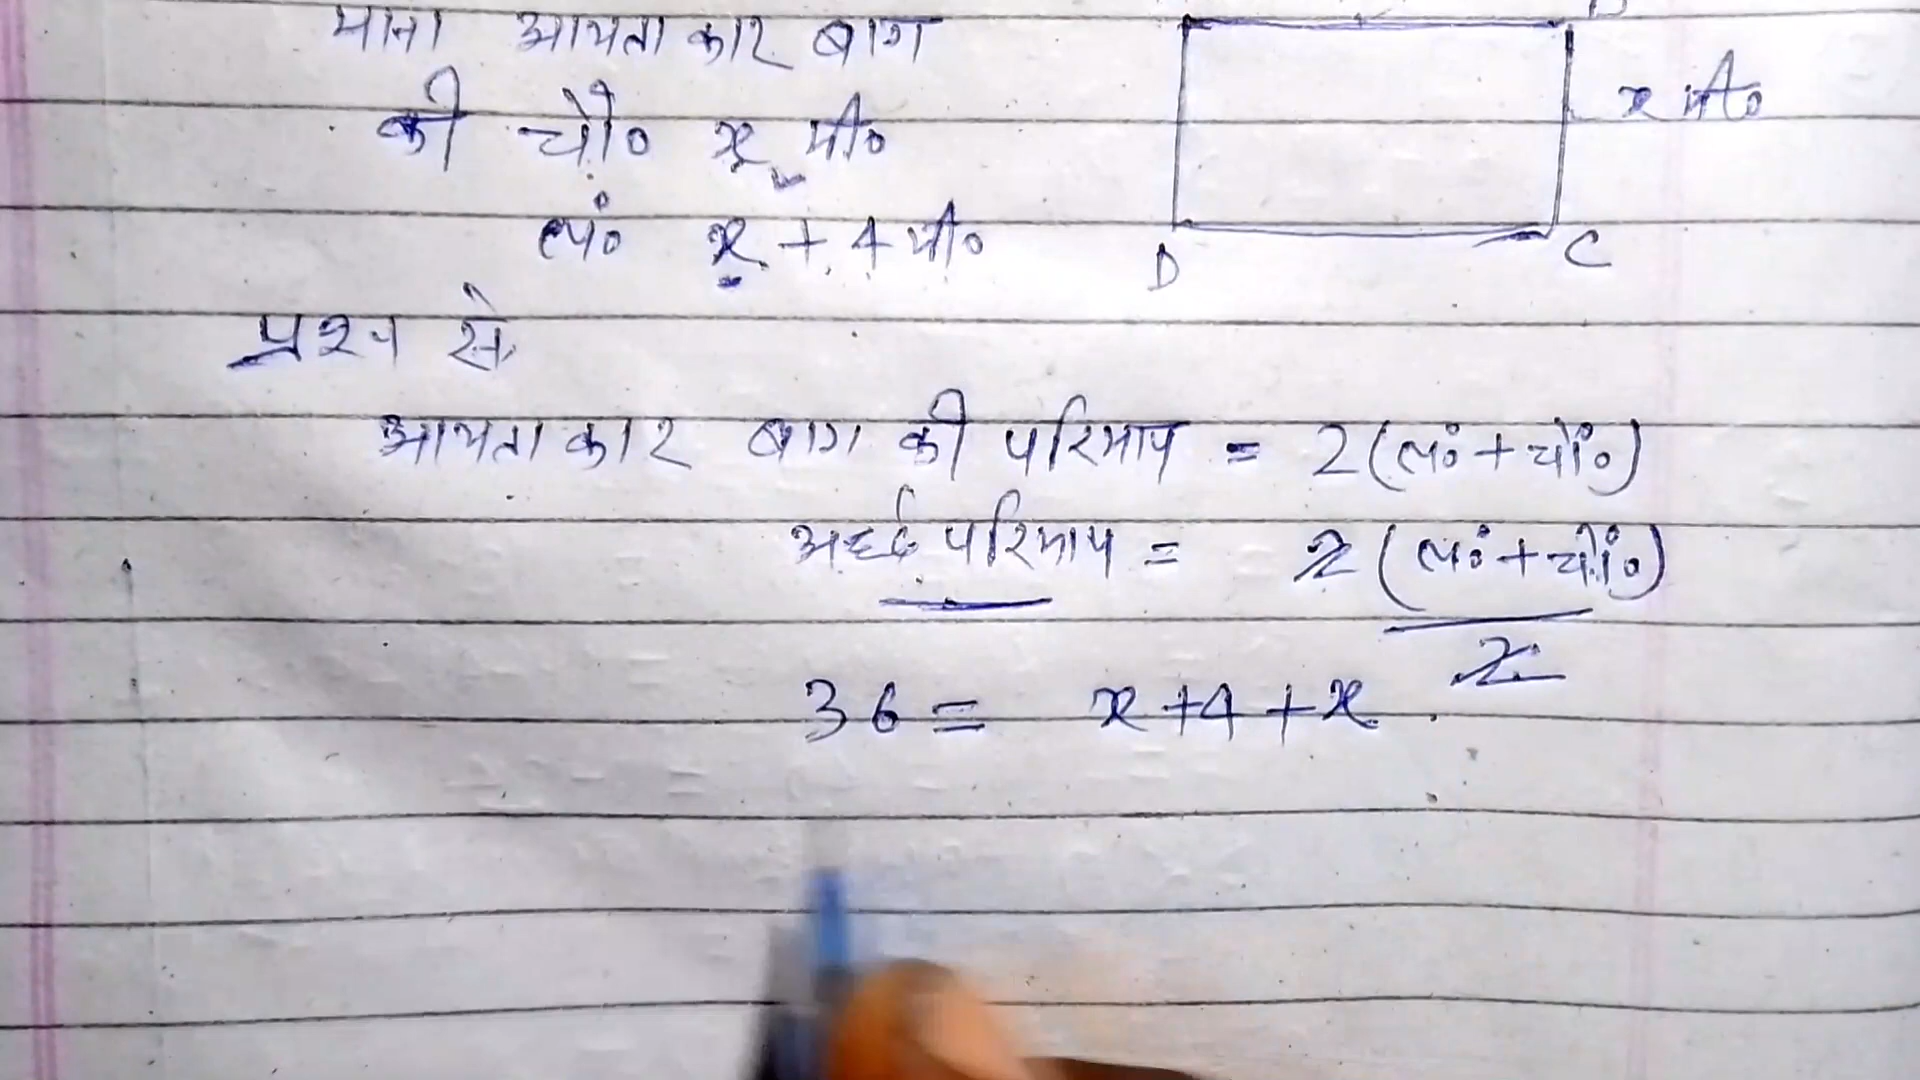 माना आयताकार बाग
की चौ० x मी०
x मी०
लं० x + 4 मी०
D C
प्रश्न से
आयताकार बाग की परिमाप = 2(लं० + चौं०)
अर्द्ध परिमाप = 2 (लं० + चौं०)
2
36 = x+4+x